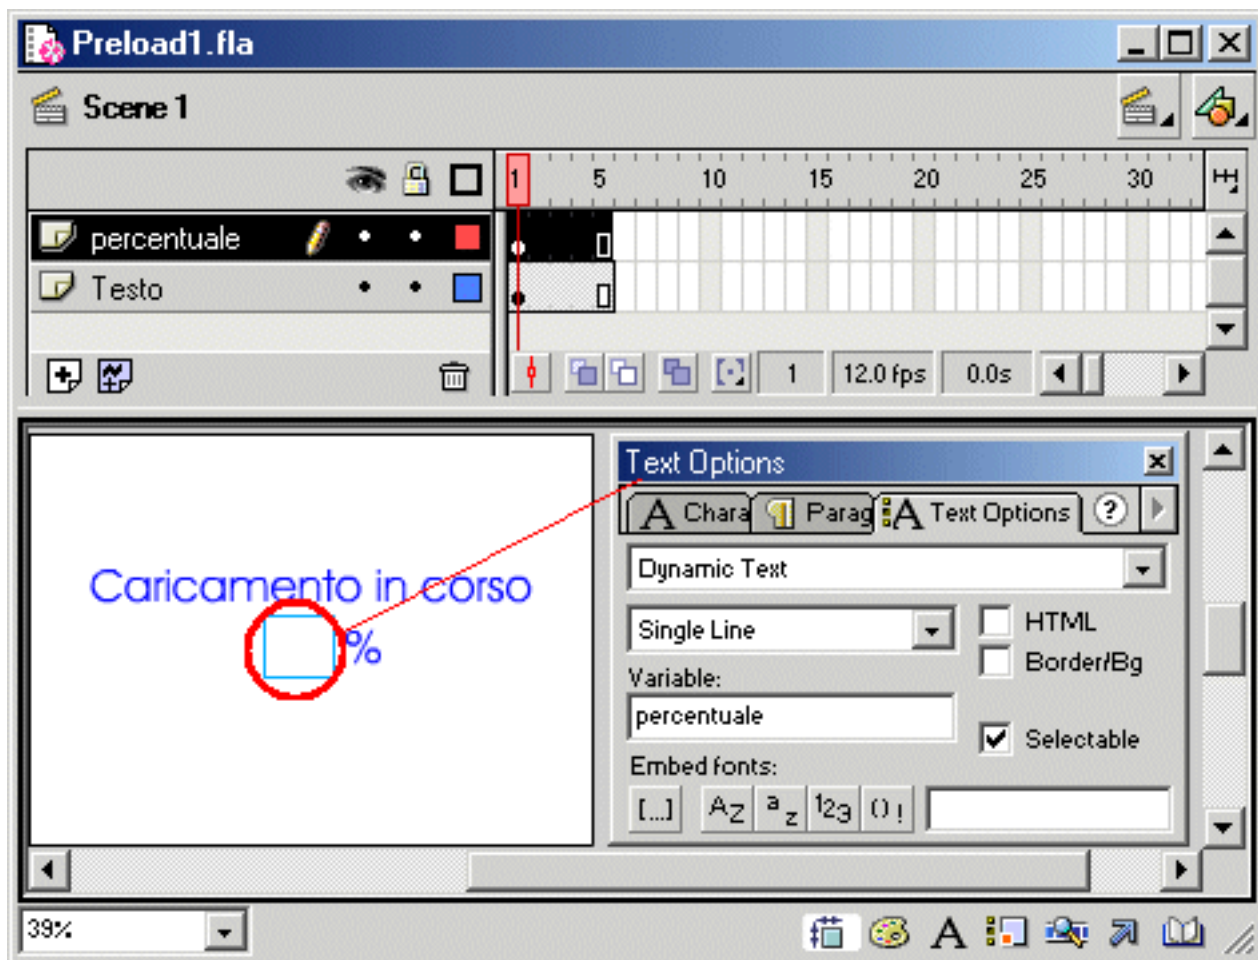 Preload1.fla
Scene 1
1 5 10 15 20 25 30
percentuale
Testo
1 12.0 fps 0.0s
Text Options
A Chara Parag A Text Options ?
Dynamic Text
Caricamento in corso
%
Single Line
HTML
Border/Bg
Variable:
percentuale
Selectable
Embed fonts:
[...] AZ az 123 ()!
39%
A